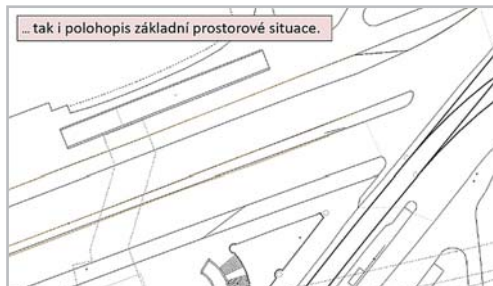 … tak i polohopis základní prostorové situace.